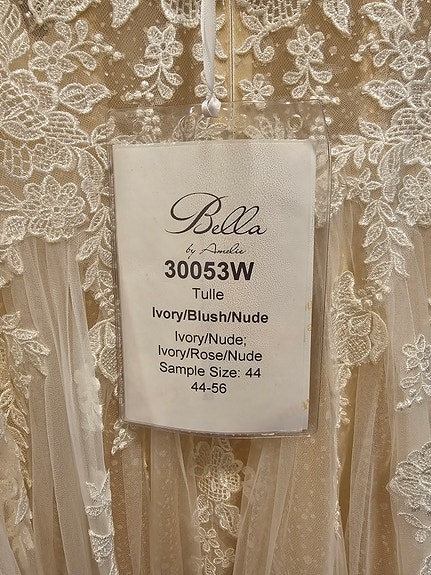 Bella
by Amelie
30053W
Tulle
Ivory/Blush/Nude
Ivory/Nude;
Ivory/Rose/Nude
Sample Size: 44
44-56